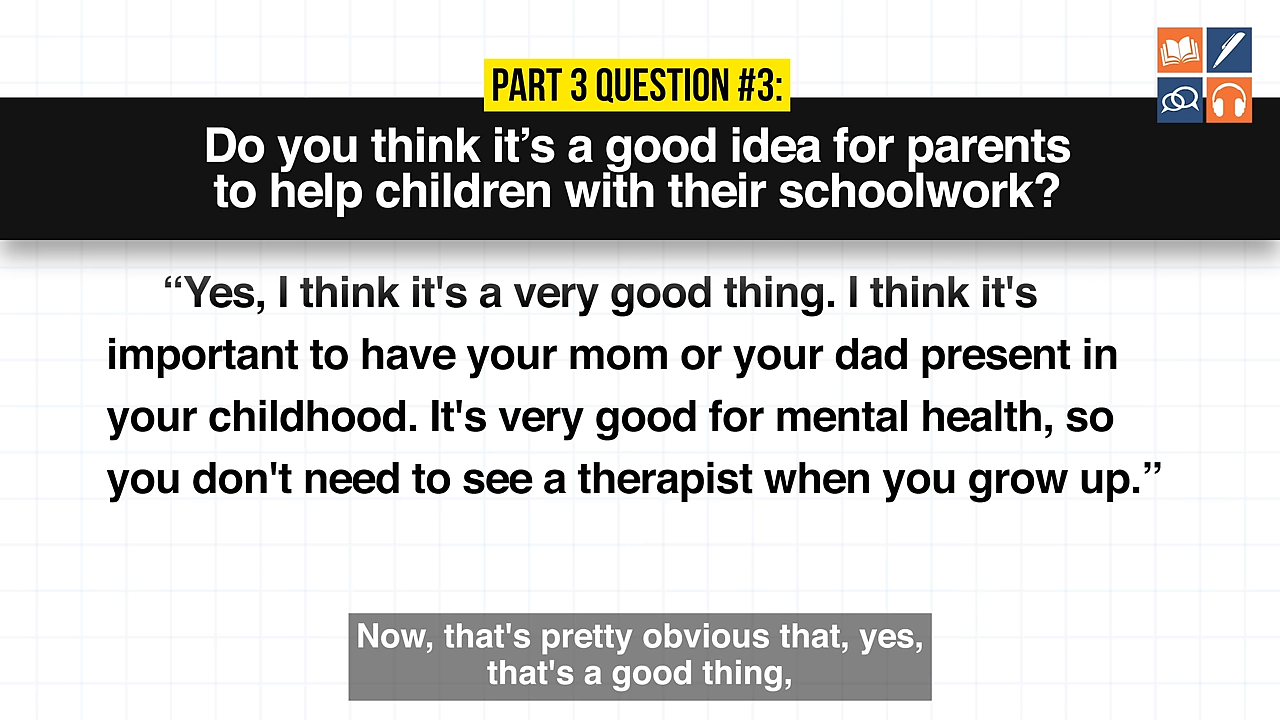 PART 3 QUESTION #3:
Do you think it’s a good idea for parents
to help children with their schoolwork?
“Yes, I think it's a very good thing. I think it's
important to have your mom or your dad present in
your childhood. It's very good for mental health, so
you don't need to see a therapist when you grow up.”
Now, that's pretty obvious that, yes,
that's a good thing,